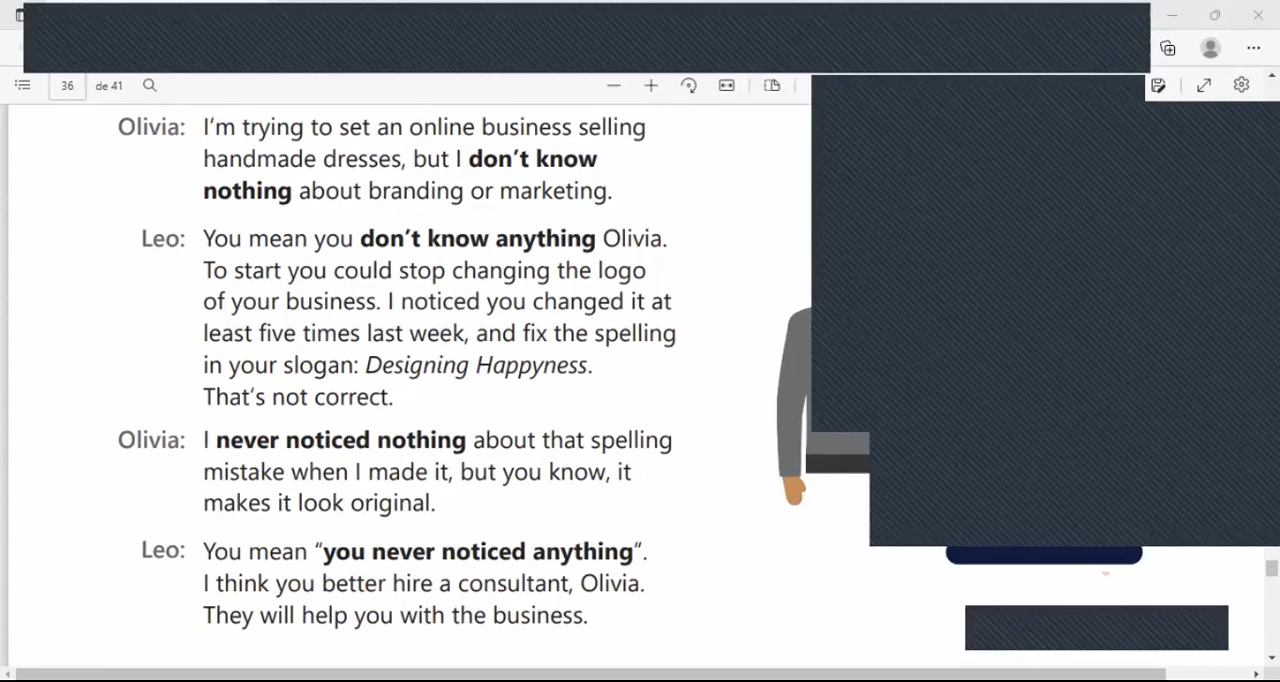 36 de 41
Olivia: I'm trying to set an online business selling
handmade dresses, but I don't know
nothing about branding or marketing.
Leo: You mean you don't know anything Olivia.
To start you could stop changing the logo
of your business. I noticed you changed it at
least five times last week, and fix the spelling
in your slogan: Designing Happyness.
That's not correct.
Olivia: I never noticed nothing about that spelling
mistake when I made it, but you know, it
makes it look original.
Leo: You mean “you never noticed anything”.
I think you better hire a consultant, Olivia.
They will help you with the business.